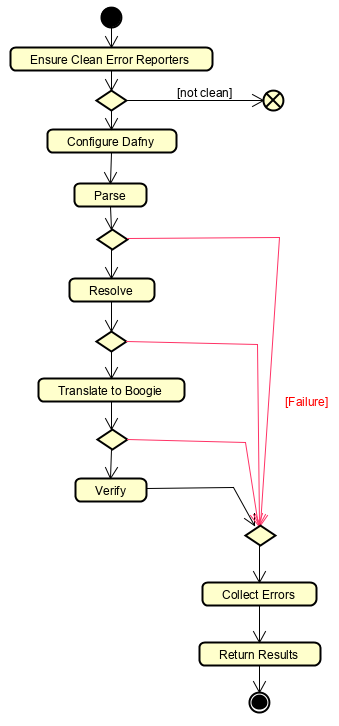 Ensure Clean Error Reporters
[not clean]
Configure Dafny
Parse
Resolve
Translate to Boogie
[Failure]
Verify
Collect Errors
Return Results